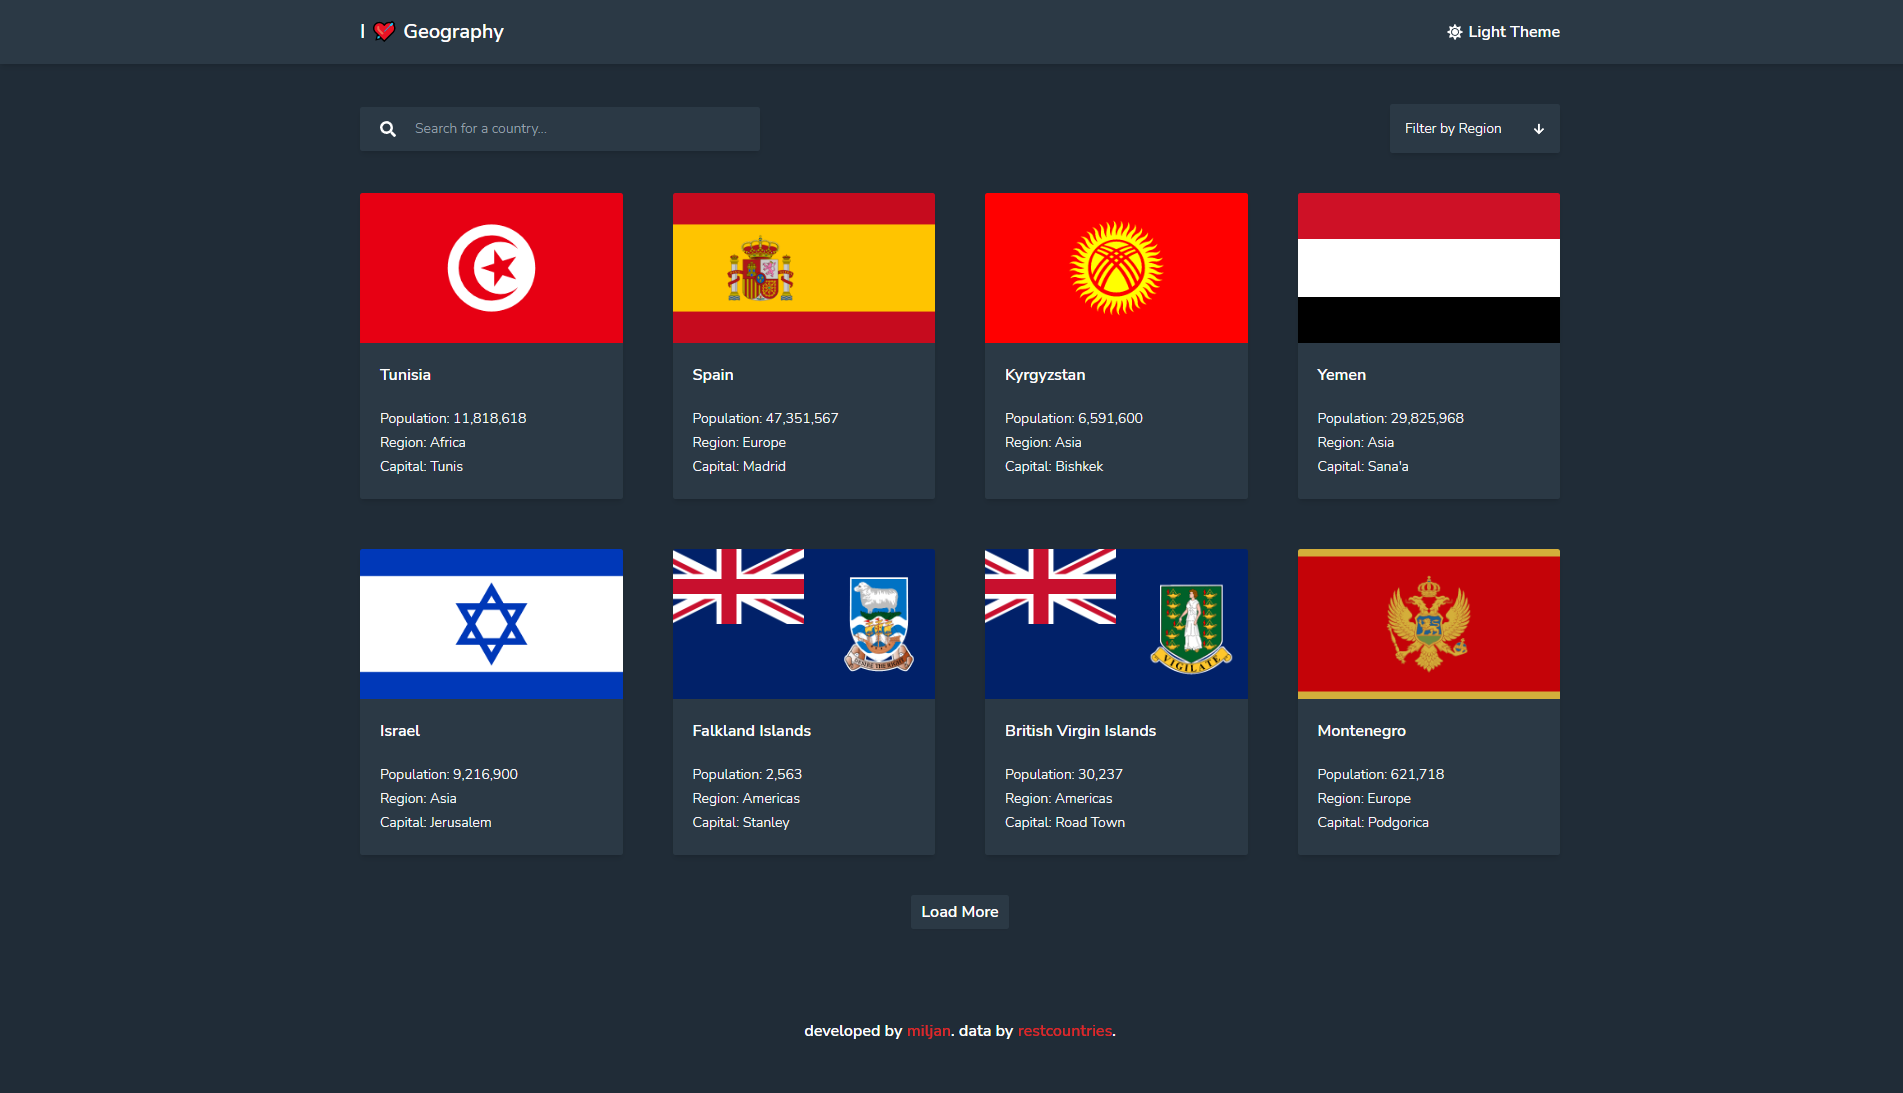 I ❤ Geography
Light Theme
Search for a country...
Filter by Region
Tunisia
Population: 11,818,618
Region: Africa
Capital: Tunis
Spain
Population: 47,351,567
Region: Europe
Capital: Madrid
Kyrgyzstan
Population: 6,591,600
Region: Asia
Capital: Bishkek
Yemen
Population: 29,825,968
Region: Asia
Capital: Sana'a
DESIRE THE RIGHT
VIGILATE
Israel
Population: 9,216,900
Region: Asia
Capital: Jerusalem
Falkland Islands
Population: 2,563
Region: Americas
Capital: Stanley
British Virgin Islands
Population: 30,237
Region: Americas
Capital: Road Town
Montenegro
Population: 621,718
Region: Europe
Capital: Podgorica
Load More
developed by miljan. data by restcountries.